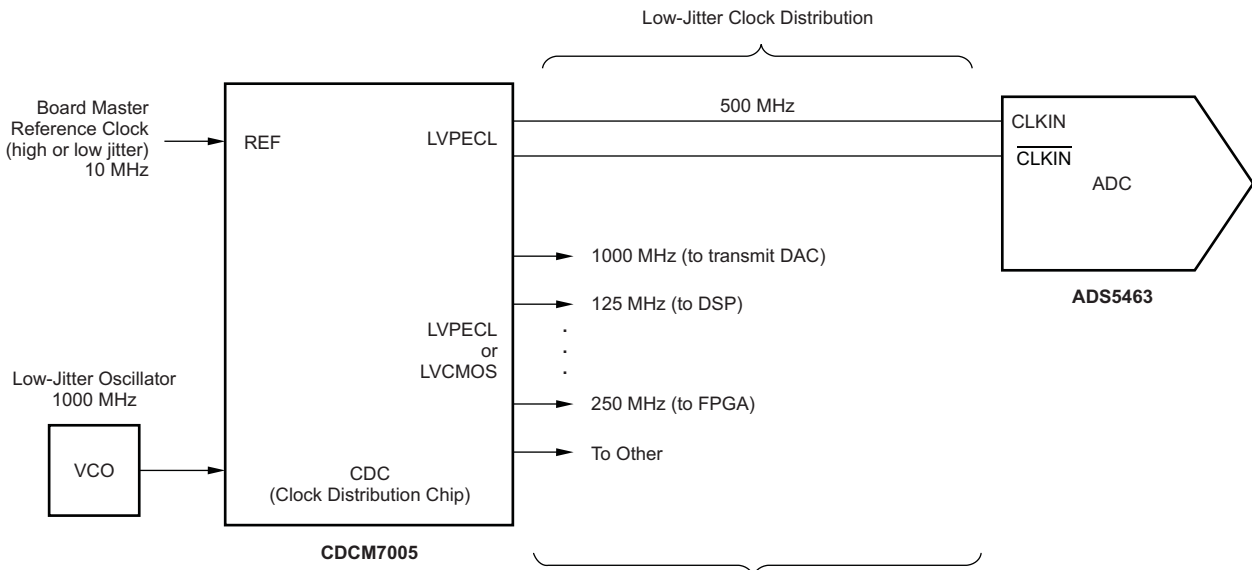 Low-Jitter Clock Distribution
Board Master
Reference Clock
(high or low jitter)
10 MHz
REF
LVPECL
500 MHz
CLKIN
CLKIN
ADC
ADS5463
1000 MHz (to transmit DAC)
125 MHz (to DSP)
LVPECL
or
LVCMOS
.
.
.
250 MHz (to FPGA)
To Other
Low-Jitter Oscillator
1000 MHz
VCO
CDC
(Clock Distribution Chip)
CDCM7005